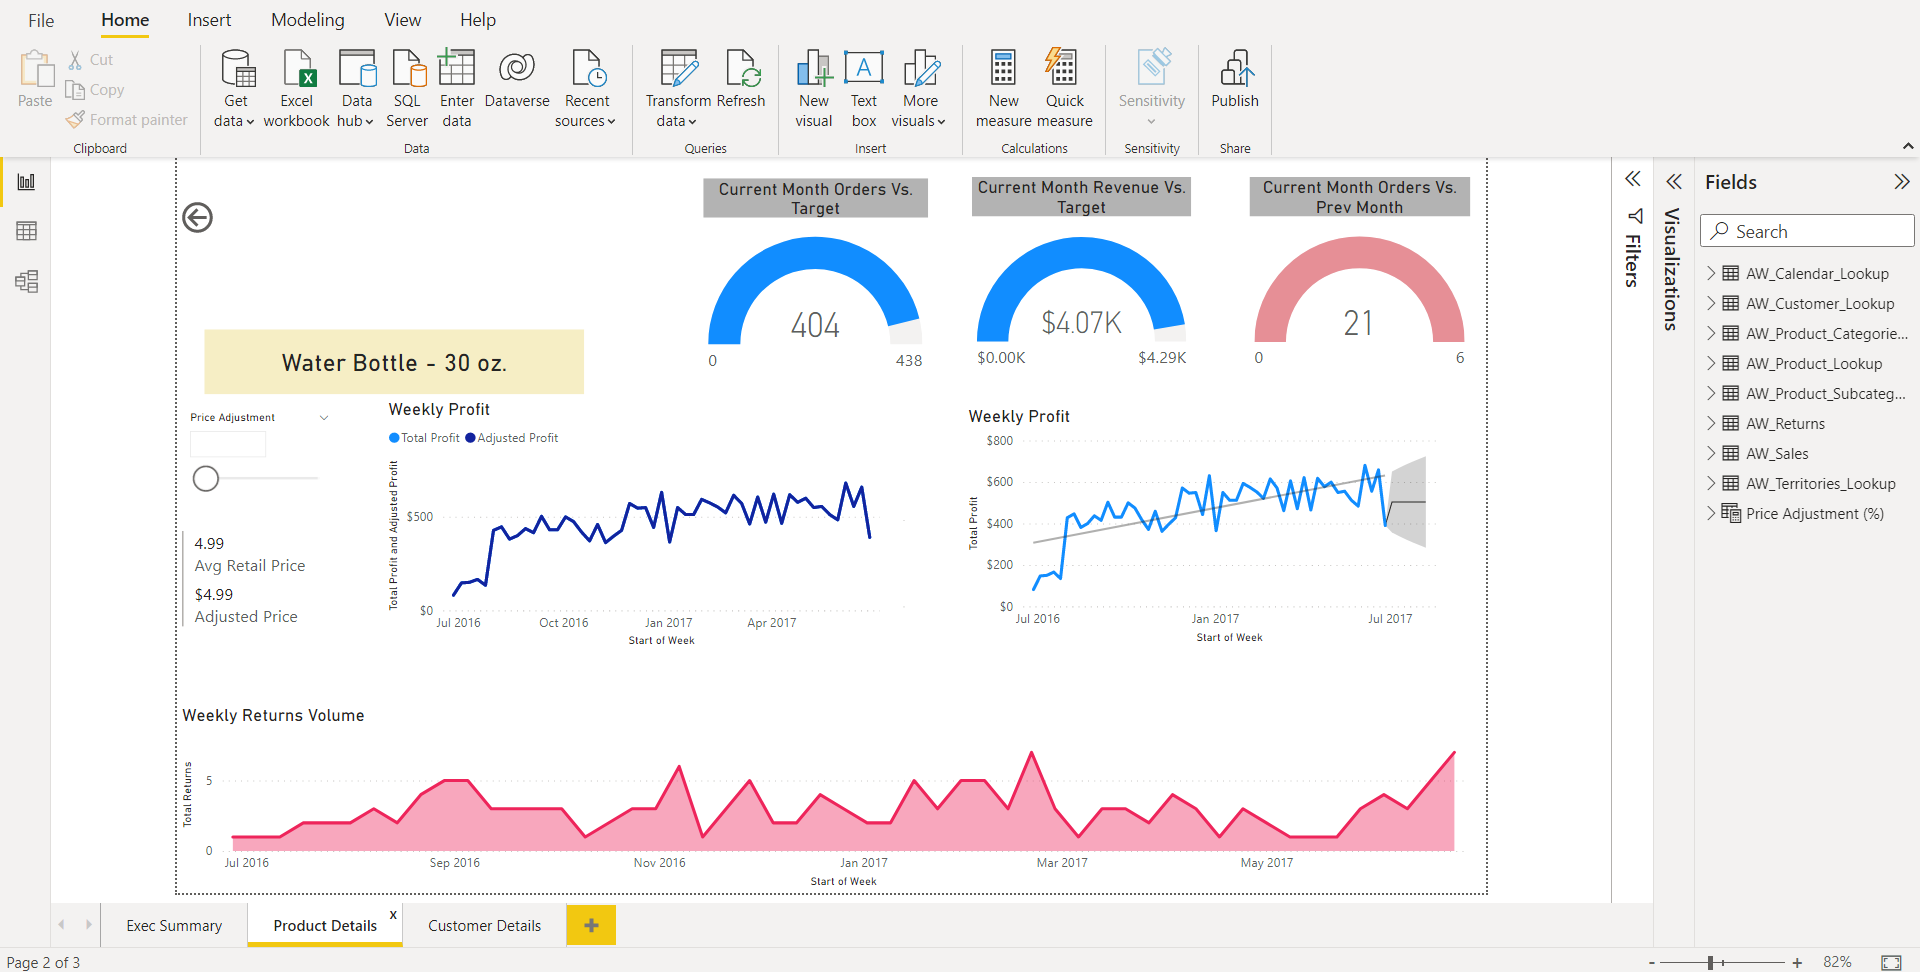 File Home Insert Modeling View Help
Paste
Cut
Copy
Format painter
Clipboard
Get data
Excel workbook
Data hub
SQL Server
Enter data
Dataverse
Recent sources
Data
Transform data
Refresh
Queries
New visual
Text box
More visuals
Insert
New measure
Quick measure
Calculations
Sensitivity
Sensitivity
Publish
Share
Current Month Orders Vs.
Target
404
0 438
Current Month Revenue Vs.
Target
$4.07K
$0.00K $4.29K
Current Month Orders Vs.
Prev Month
21
0 6
Water Bottle - 30 oz.
Price Adjustment
4.99
Avg Retail Price
$4.99
Adjusted Price
Weekly Profit
Total Profit Adjusted Profit
Total Profit and Adjusted Profit
$500
$0
Jul 2016 Oct 2016 Jan 2017 Apr 2017
Start of Week
Weekly Profit
Total Profit
$800
$600
$400
$200
$0
Jul 2016 Jan 2017 Jul 2017
Start of Week
Weekly Returns Volume
Total Returns
5
0
Jul 2016 Sep 2016 Nov 2016 Jan 2017 Mar 2017 May 2017
Start of Week
Filters
Visualizations
Fields
Search
AW_Calendar_Lookup
AW_Customer_Lookup
AW_Product_Categorie...
AW_Product_Lookup
AW_Product_Subcateg...
AW_Returns
AW_Sales
AW_Territories_Lookup
Price Adjustment (%)
Exec Summary Product Details x Customer Details +
Page 2 of 3
- + 82%